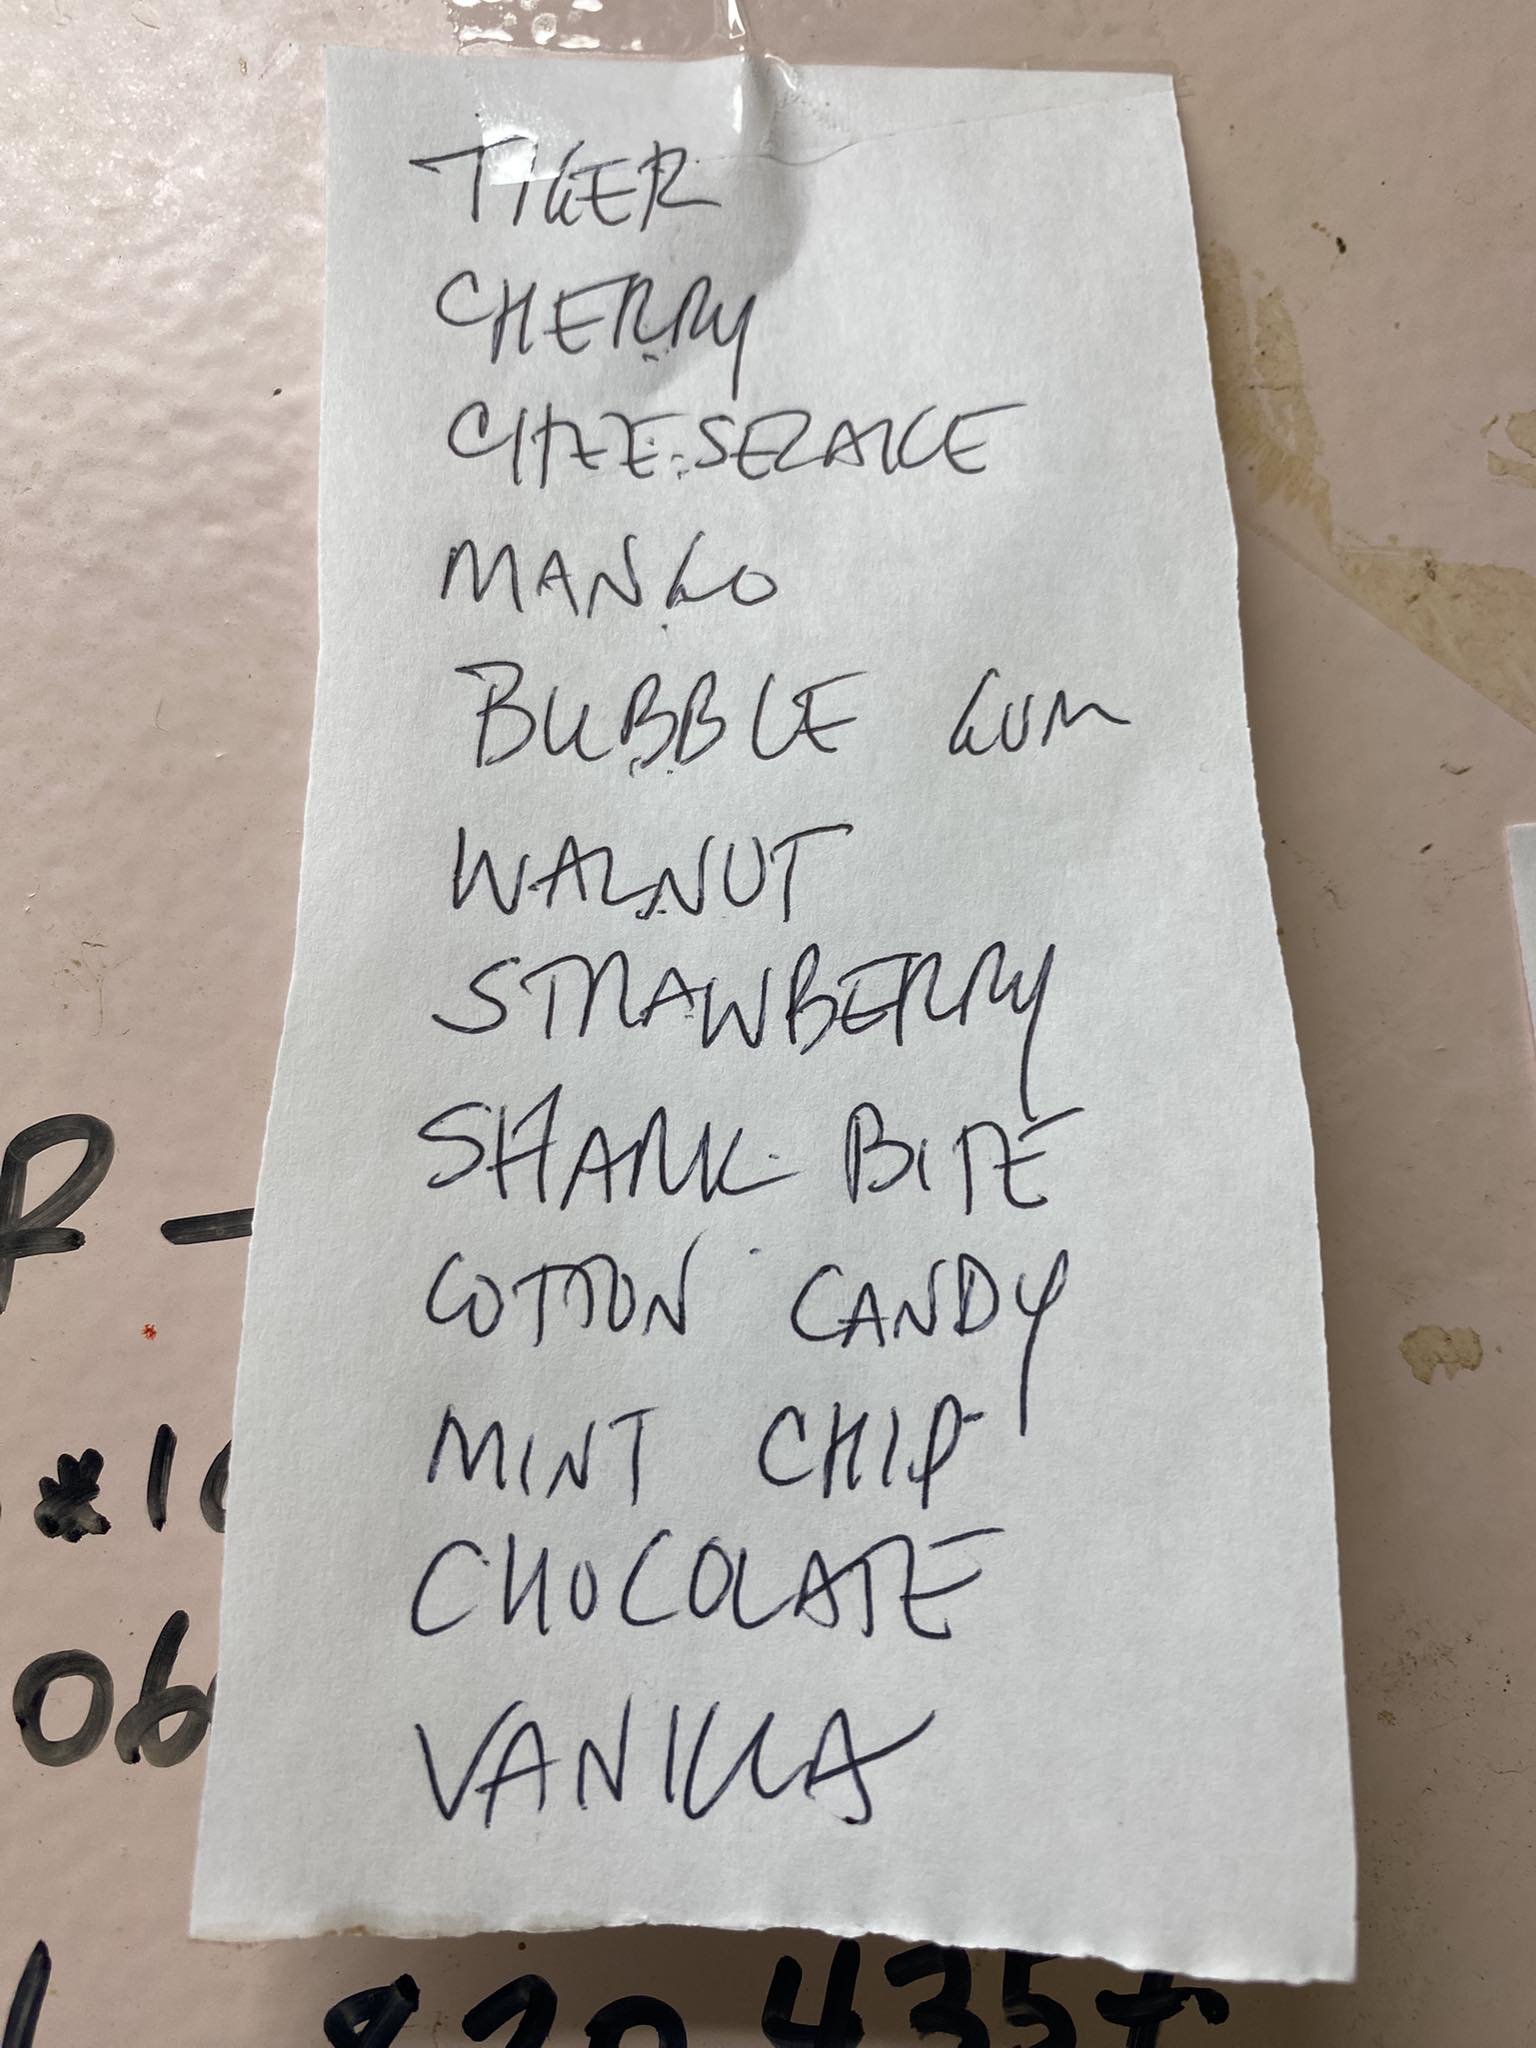 TIGER
CHERRY
CHEESECAKE
MANGO
BUBBLE GUM
WALNUT
STRAWBERRY
SHARK BITE
COTTON CANDY
MINT CHIP
CHOCOLATE
VANILLA